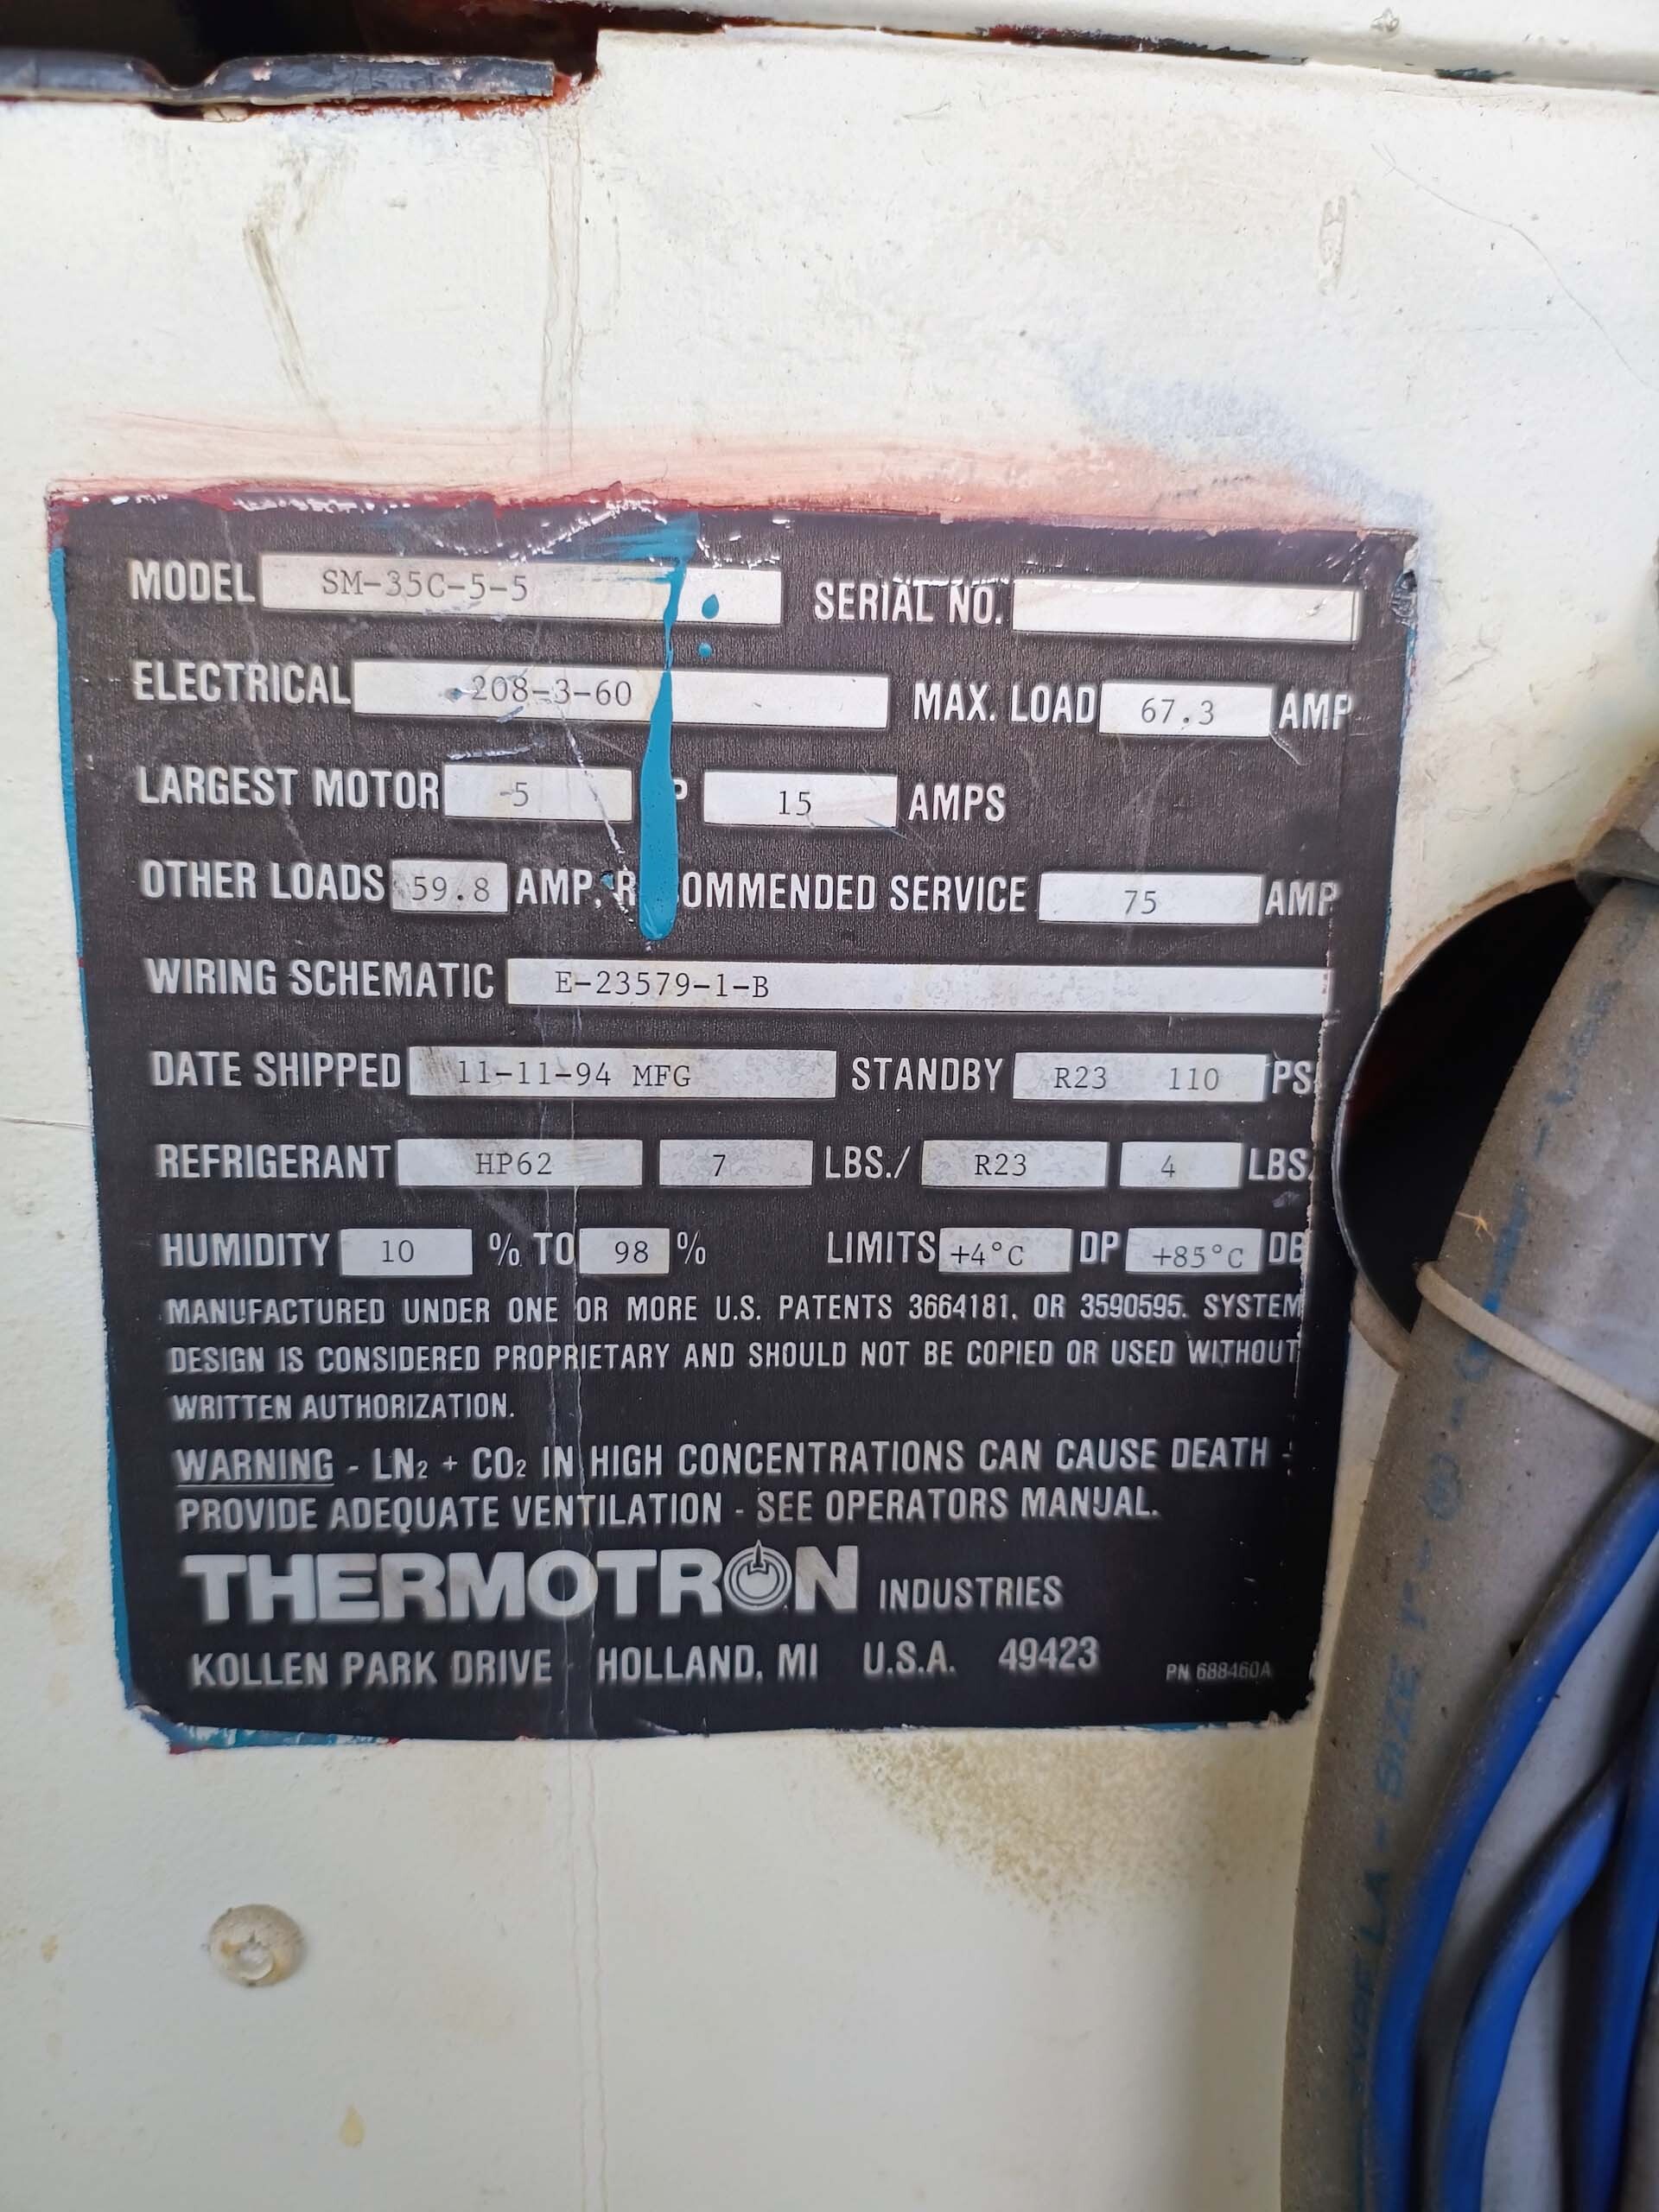 MODEL SM-35C-5-5 SERIAL NO.
ELECTRICAL 208-3-60 MAX. LOAD 67.3 AMP
LARGEST MOTOR 5 P 15 AMPS
OTHER LOADS 59.8 AMP, R OMMENDED SERVICE 75 AMP
WIRING SCHEMATIC E-23579-1-B
DATE SHIPPED 11-11-94 MFG STANDBY R23 110 PS
REFRIGERANT HP62 7 LBS./ R23 4 LBS.
HUMIDITY 10 % TO 98 % LIMITS +4°C DP +85°C DB
MANUFACTURED UNDER ONE OR MORE U.S. PATENTS 3664181. OR 3590595. SYSTEM
DESIGN IS CONSIDERED PROPRIETARY AND SHOULD NOT BE COPIED OR USED WITHOUT
WRITTEN AUTHORIZATION.
WARNING - LN₂ + CO₂ IN HIGH CONCENTRATIONS CAN CAUSE DEATH -
PROVIDE ADEQUATE VENTILATION - SEE OPERATORS MANUAL.
THERMOTRON INDUSTRIES
KOLLEN PARK DRIVE HOLLAND, MI U.S.A. 49423 PN 688460A